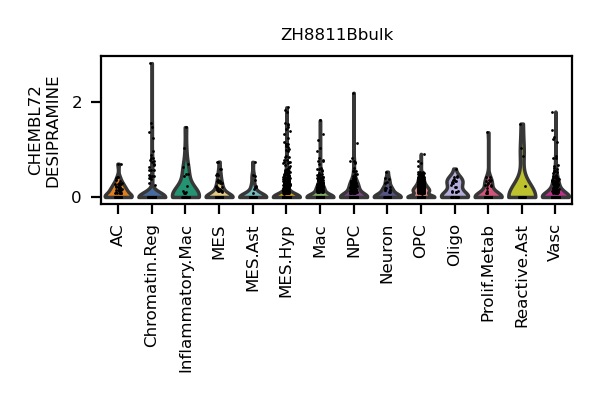 ZH8811Bbulk
CHEMBL72
DESIPRAMINE
2
0
AC
Chromatin.Reg
Inflammatory.Mac
MES
MES.Ast
MES.Hyp
Mac
NPC
Neuron
OPC
Oligo
Prolif.Metab
Reactive.Ast
Vasc